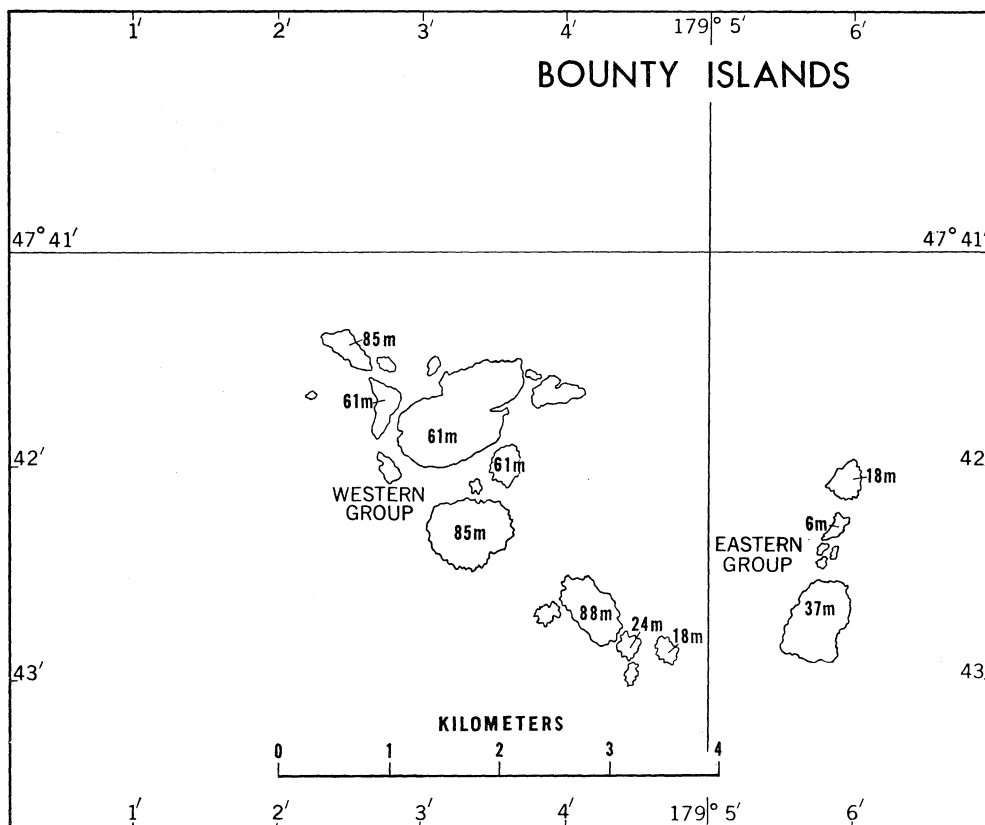 1′ 2′ 3′ 4′ 179° 5′ 6′
BOUNTY ISLANDS
47° 41′ 47° 41′
85m
61m
61m
42′ 42′
61m
18m
WESTERN
GROUP
6m
85m
EASTERN
GROUP
88m
37m
24m
18m
43′ 43′
KILOMETERS
0 1 2 3 4
1′ 2′ 3′ 4′ 179° 5′ 6′